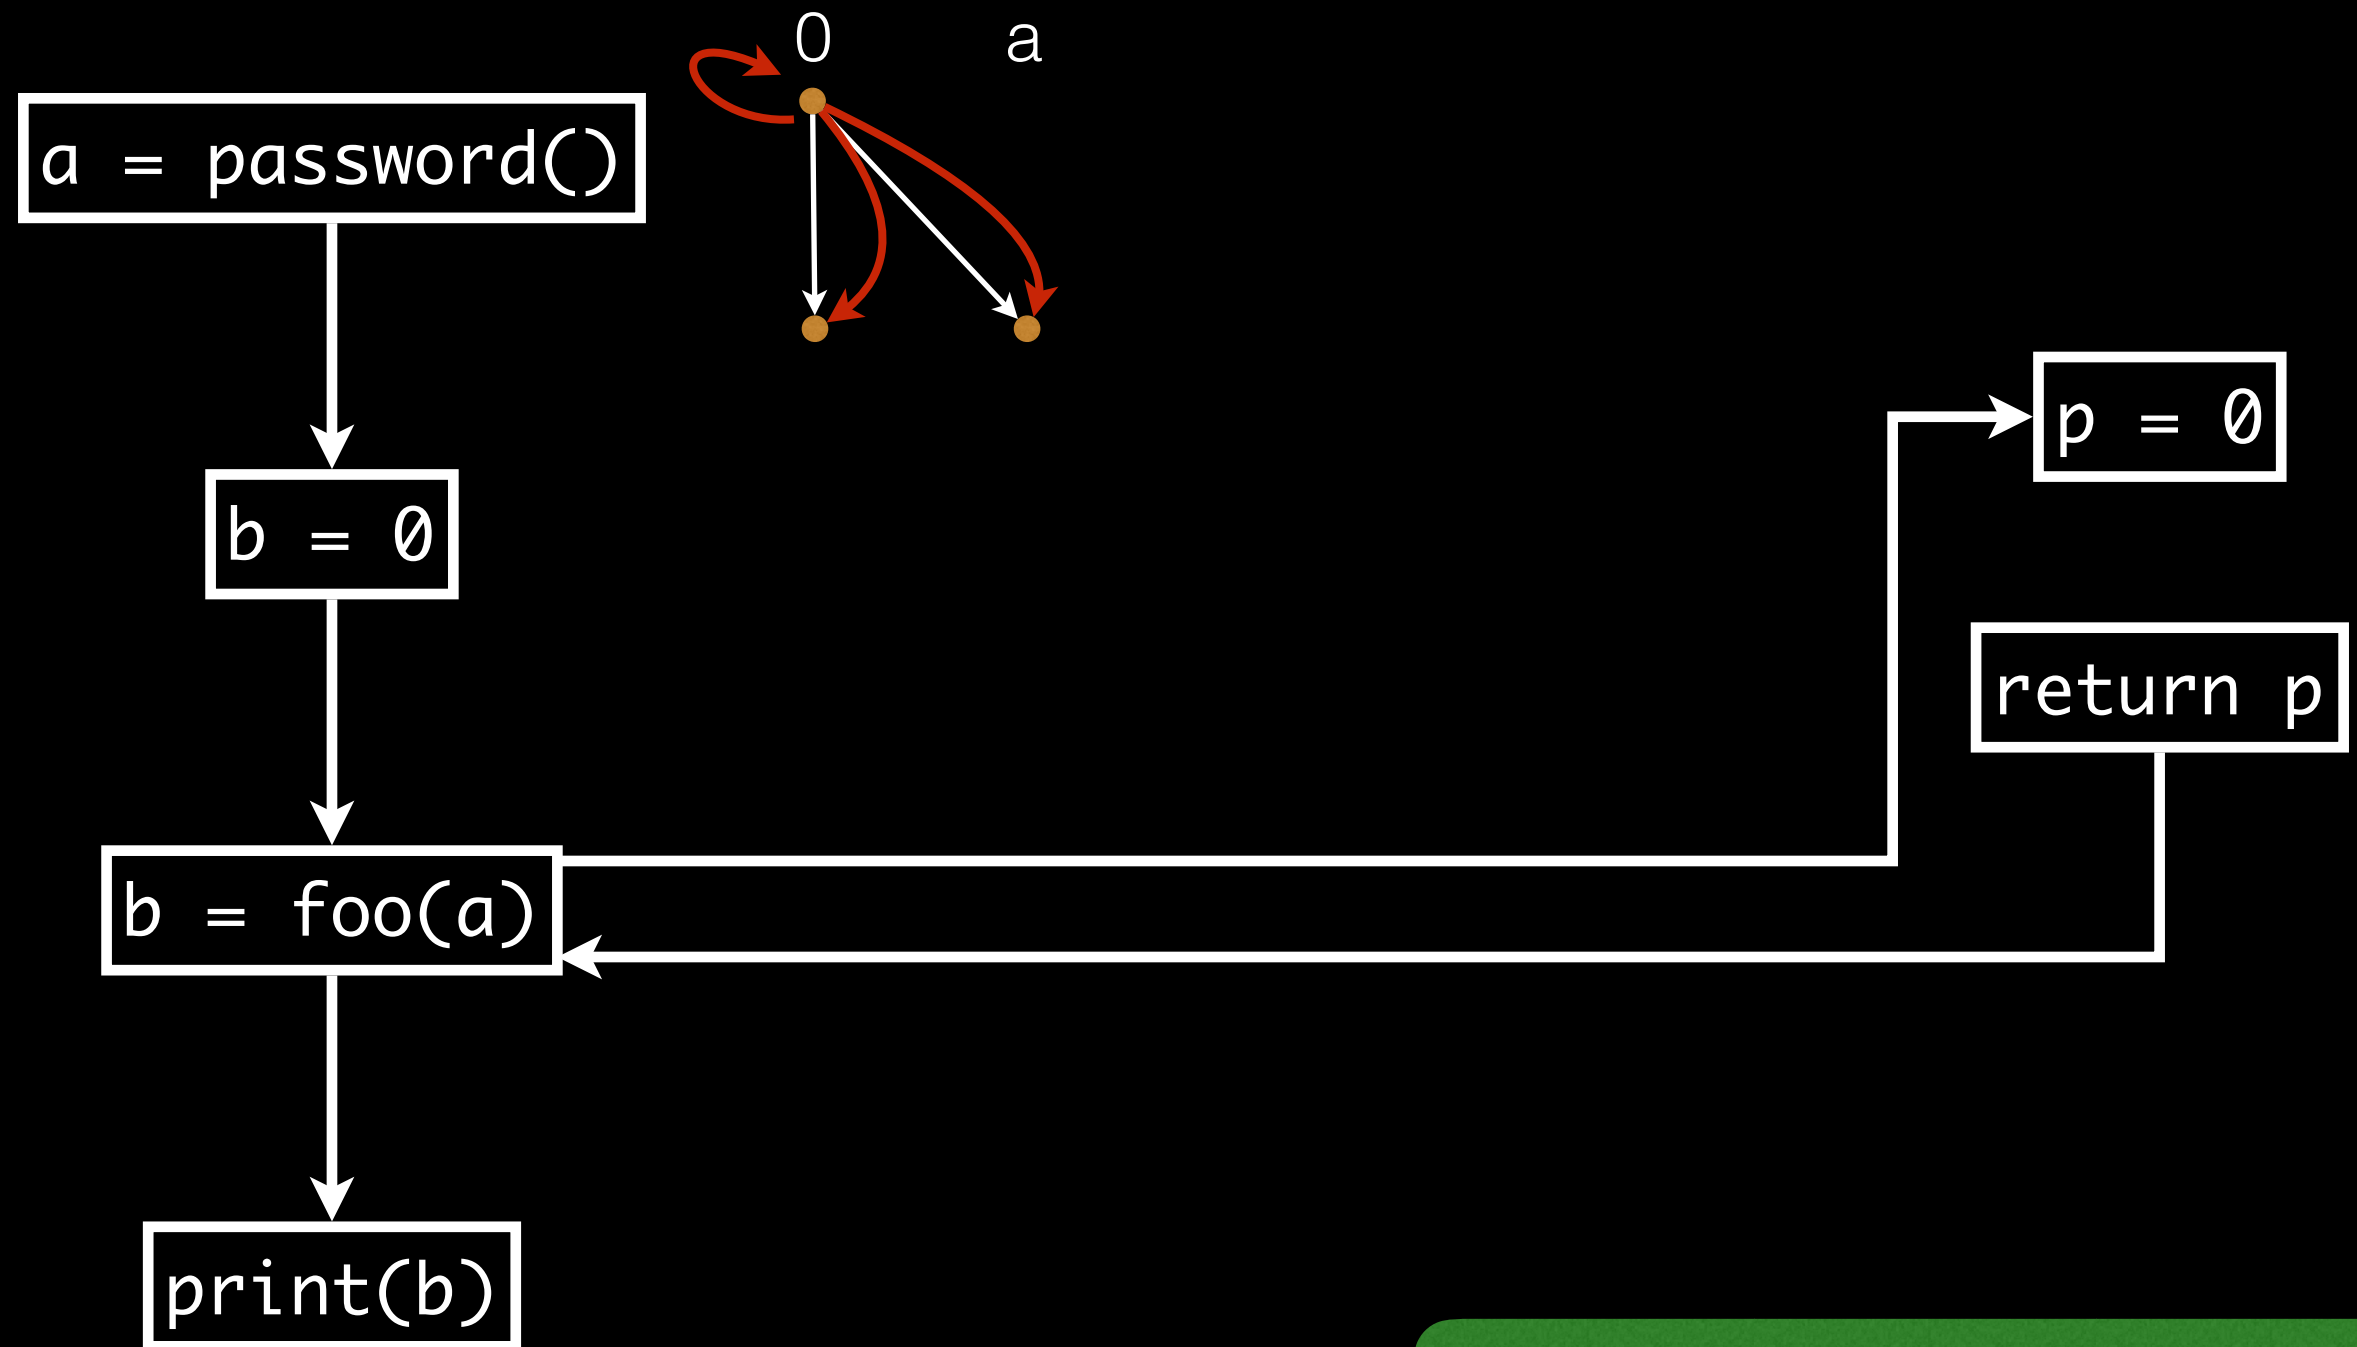 0 a
a = password()
p = 0
b = 0
return p
b = foo(a)
print(b)